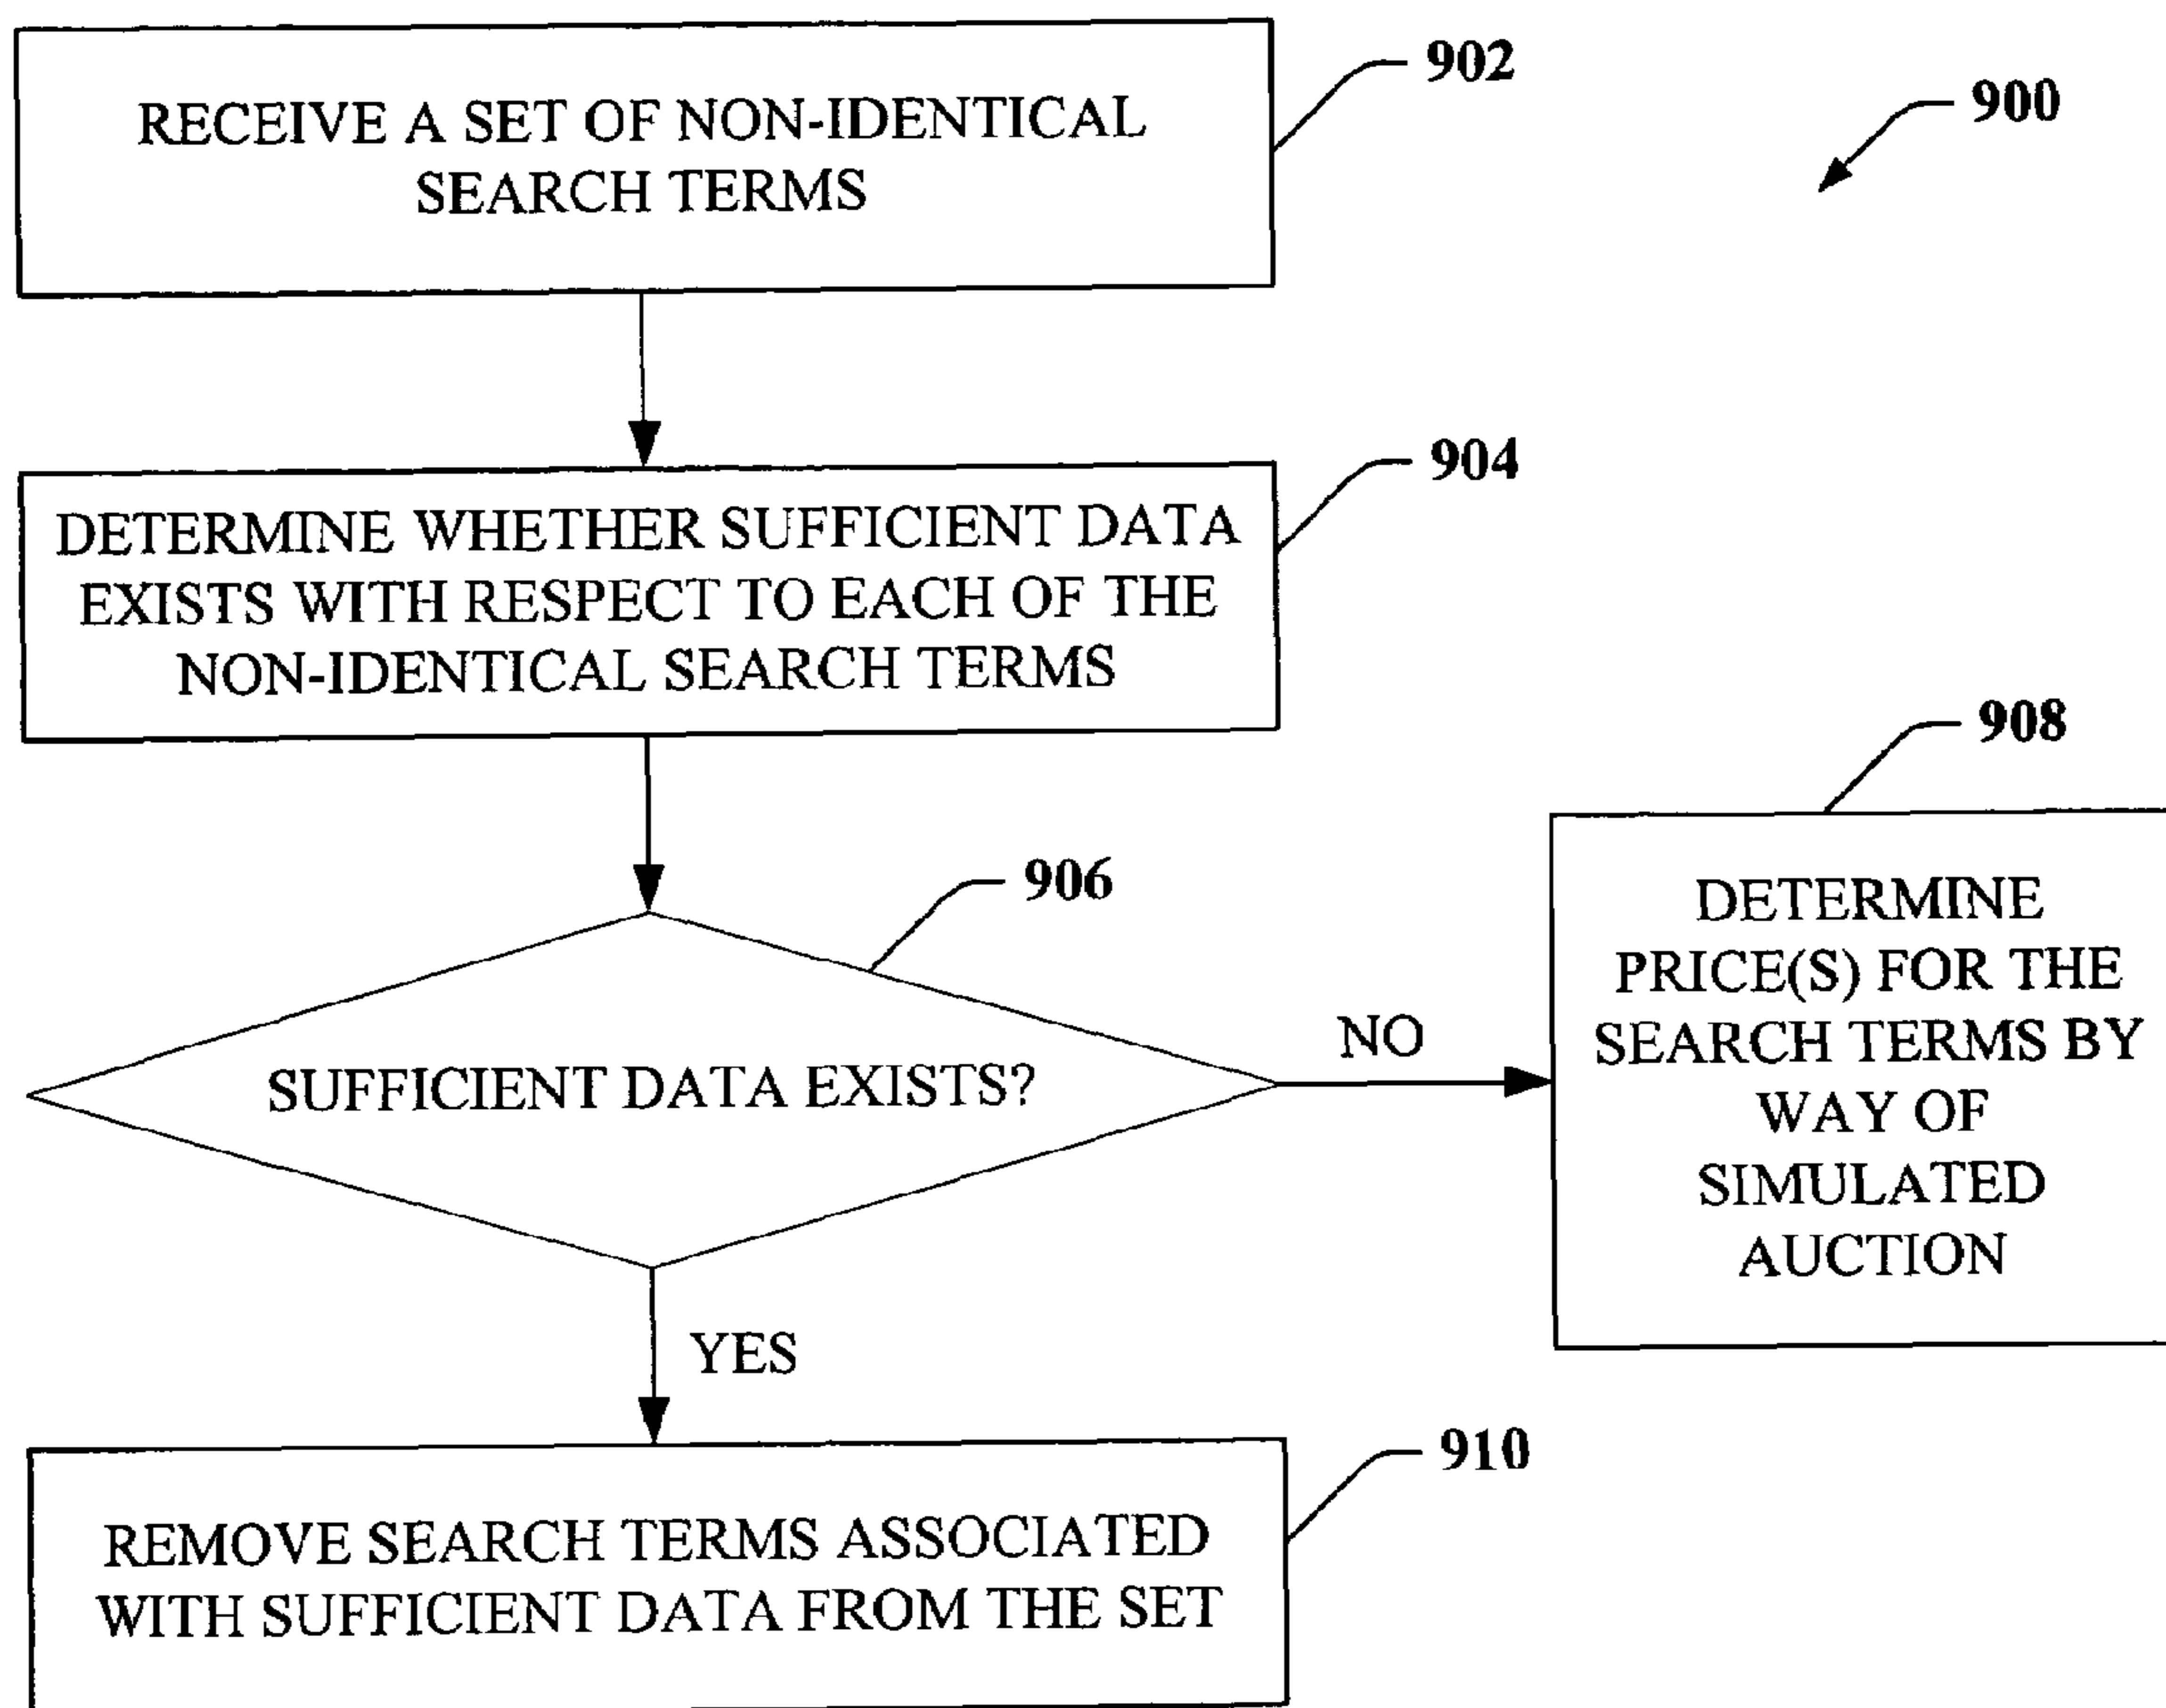 RECEIVE A SET OF NON-IDENTICAL
SEARCH TERMS
902
900
DETERMINE WHETHER SUFFICIENT DATA
EXISTS WITH RESPECT TO EACH OF THE
NON-IDENTICAL SEARCH TERMS
904
906
SUFFICIENT DATA EXISTS?
NO
908
DETERMINE
PRICE(S) FOR THE
SEARCH TERMS BY
WAY OF
SIMULATED
AUCTION
YES
910
REMOVE SEARCH TERMS ASSOCIATED
WITH SUFFICIENT DATA FROM THE SET